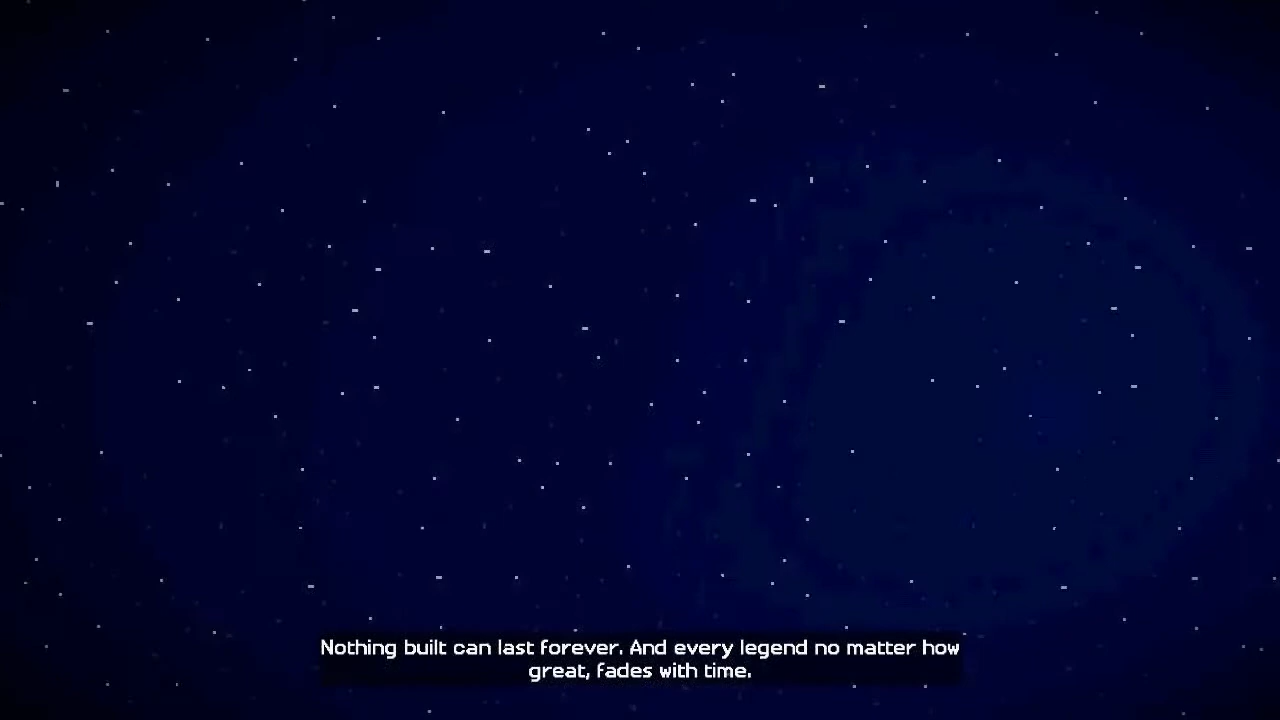 Nothing built can last forever. And every legend no matter how
great, fades with time.